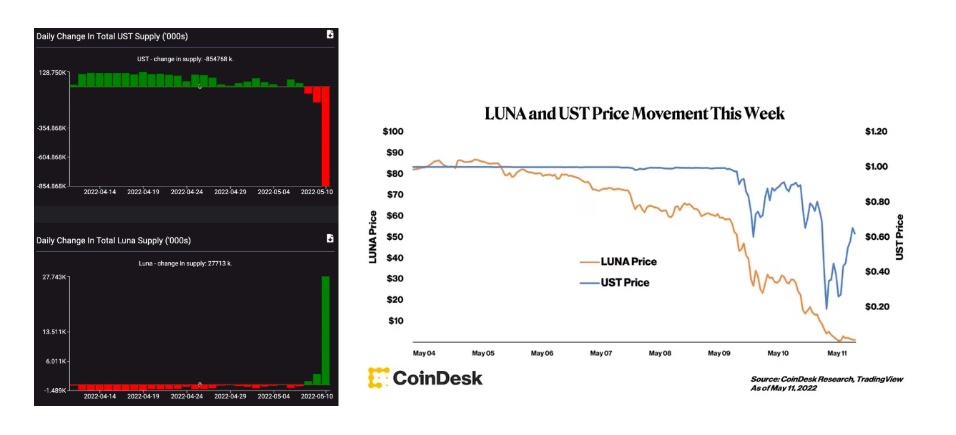 Daily Change In Total UST Supply ('000s)
UST - change in supply: -854768 k.
128.750K
-354.868K
-604.868K
-854.868K
2022-04-14 2022-04-19 2022-04-24 2022-04-29 2022-05-04 2022-05-10
Daily Change In Total Luna Supply ('000s)
Luna - change in supply: 27713 k.
27.743K
13.511K
6.011K
-1.489K
2022-04-14 2022-04-19 2022-04-24 2022-04-29 2022-05-04 2022-05-10
LUNA and UST Price Movement This Week
$100
$90
$80
$70
$60
$50
$40
$30
$20
$10
LUNA Price
$1.20
$1.00
$0.80
$0.60
$0.40
$0.20
UST Price
LUNA Price
UST Price
May 04 May 05 May 06 May 07 May 08 May 09 May 10 May 11
CoinDesk
Source: CoinDesk Research, TradingView
As of May 11, 2022